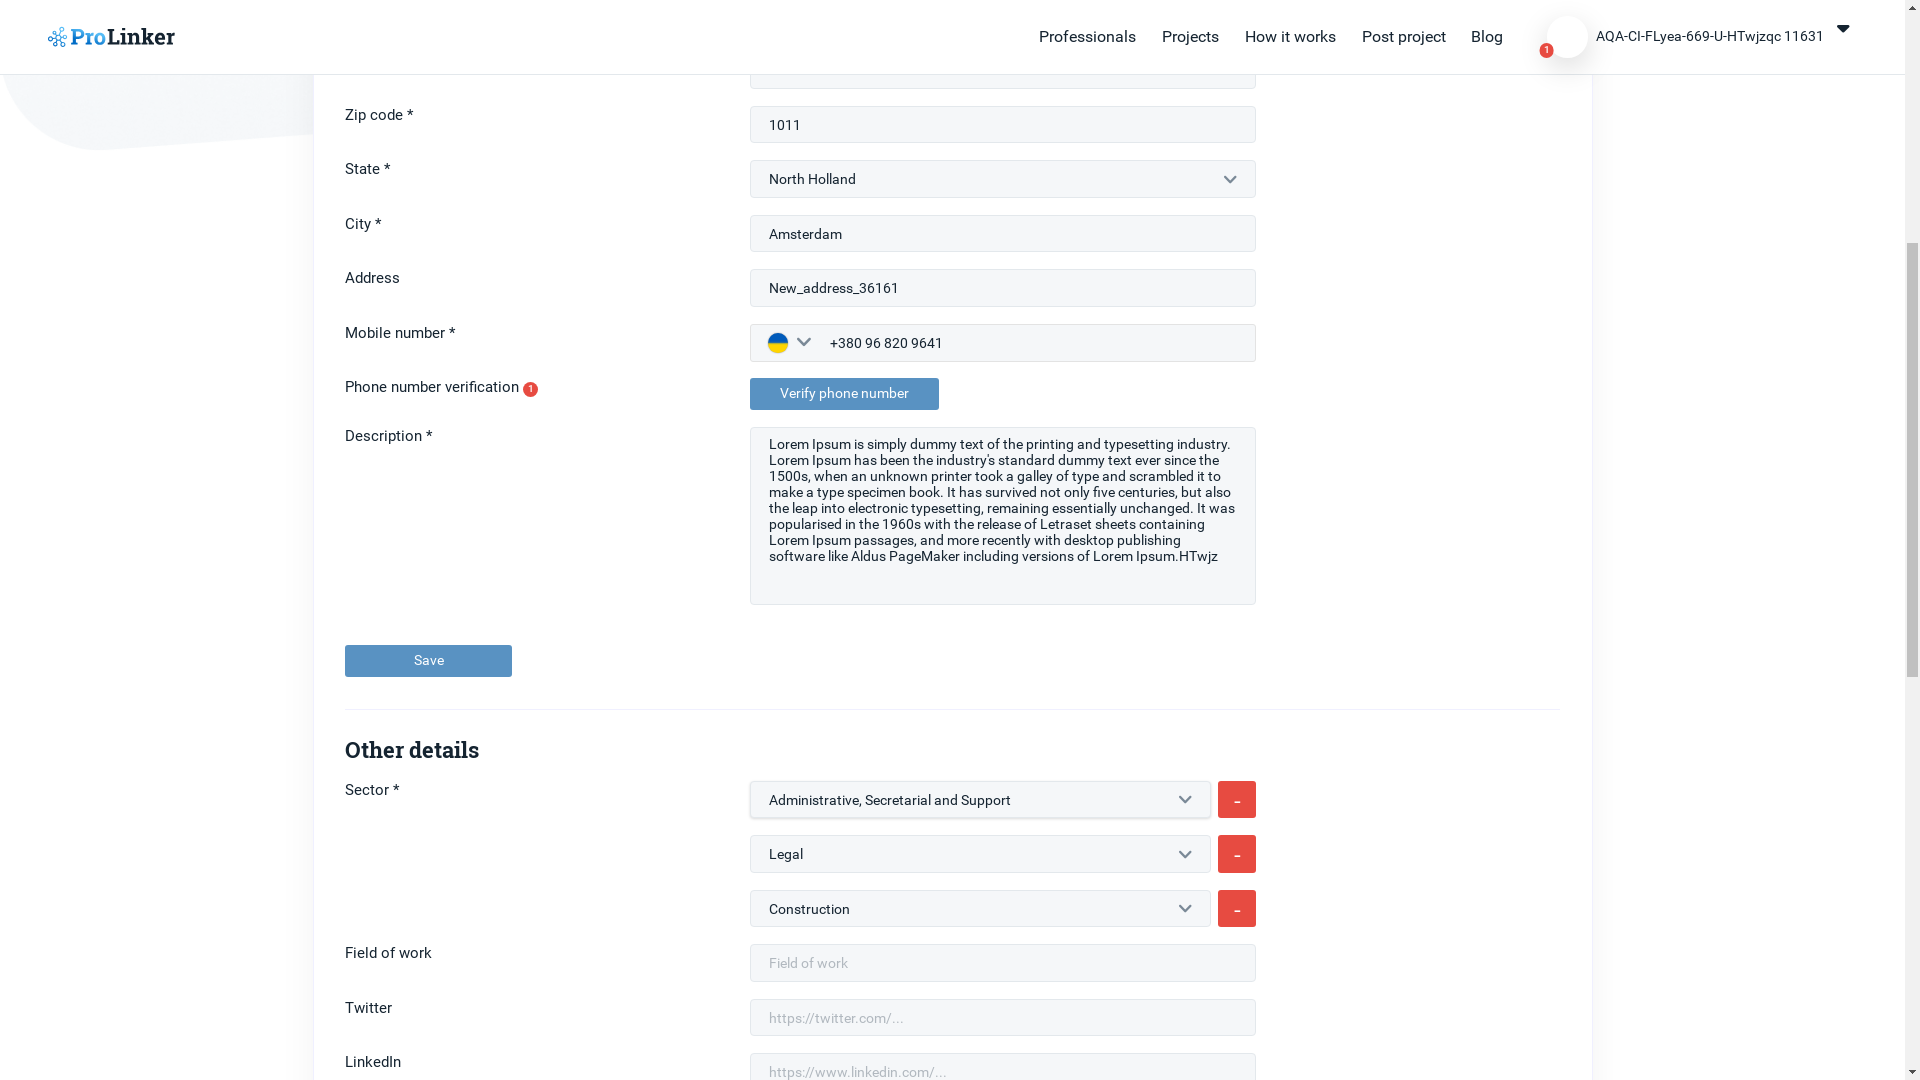 ProLinker
Professionals
Projects
How it works
Post project
Blog
1
AQA-CI-FLyea-669-U-HTwjzqc 11631
Zip code *
1011
State *
North Holland
City *
Amsterdam
Address
New_address_36161
Mobile number *
+380 96 820 9641
Phone number verification 1
Verify phone number
Description *
Lorem Ipsum is simply dummy text of the printing and typesetting industry.
Lorem Ipsum has been the industry's standard dummy text ever since the
1500s, when an unknown printer took a galley of type and scrambled it to
make a type specimen book. It has survived not only five centuries, but also
the leap into electronic typesetting, remaining essentially unchanged. It was
popularised in the 1960s with the release of Letraset sheets containing
Lorem Ipsum passages, and more recently with desktop publishing
software like Aldus PageMaker including versions of Lorem Ipsum.HTwjz
Save
Other details
Sector *
Administrative, Secretarial and Support
-
Legal
-
Construction
-
Field of work
Field of work
Twitter
https://twitter.com/...
LinkedIn
https://www.linkedin.com/...